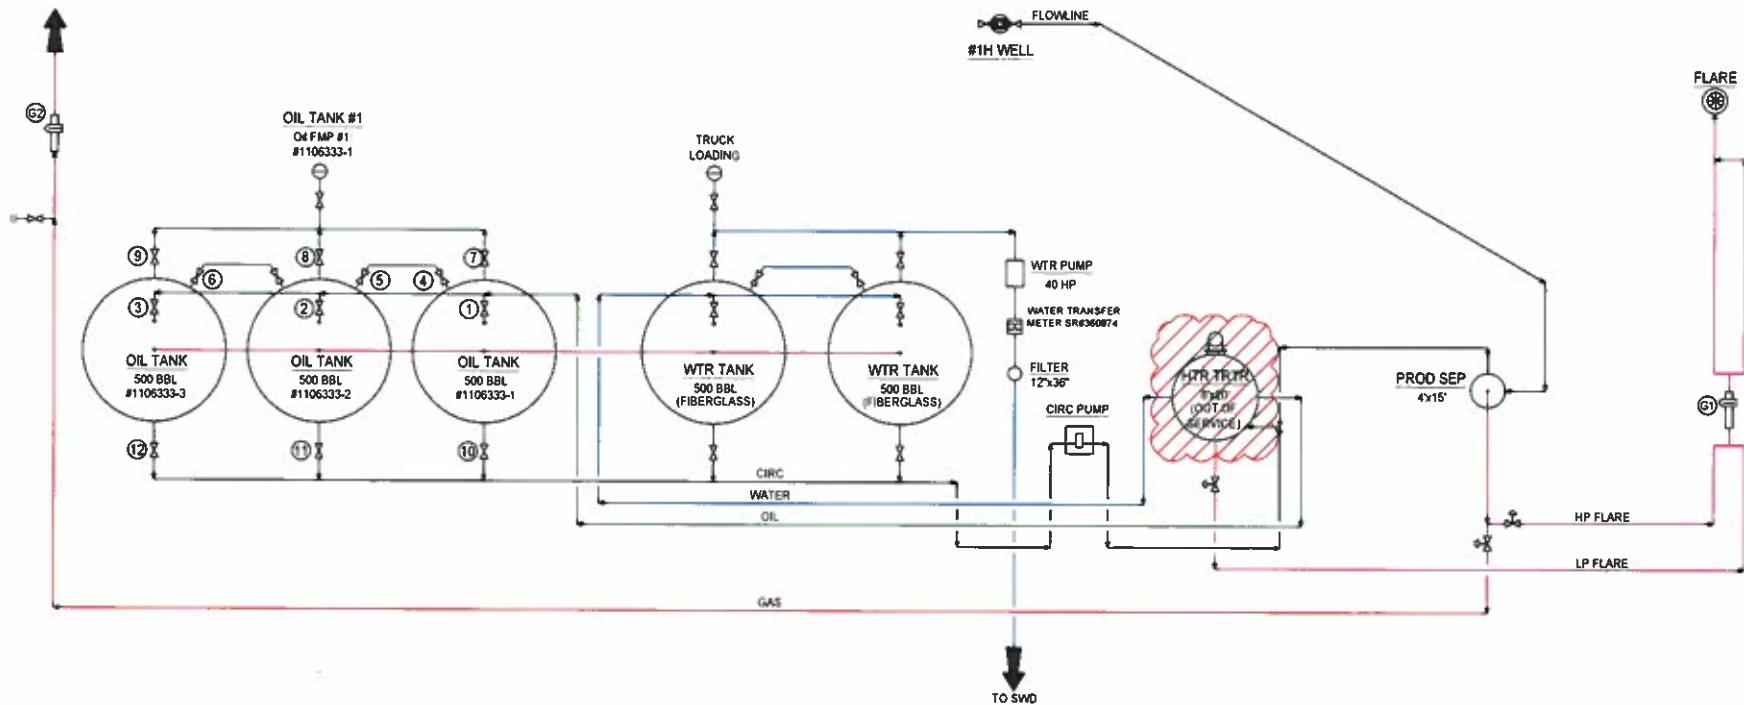 FLOWLINE
#1H WELL
FLARE
G2
OIL TANK #1
Oil FMP #1
#1106333-1
TRUCK
LOADING
9
8
7
6
5
4
3
2
1
WTR PUMP
40 HP
WATER TRANSFER
METER SR#360874
FILTER
12"x36"
OIL TANK
500 BBL
#1106333-3
OIL TANK
500 BBL
#1106333-2
OIL TANK
500 BBL
#1106333-1
WTR TANK
500 BBL
(FIBERGLASS)
WTR TANK
500 BBL
(FIBERGLASS)
HTR TRTR
(OUT OF
SERVICE)
PROD SEP
4'x15'
G1
CIRC PUMP
12
11
10
CIRC
WATER
OIL
HP FLARE
LP FLARE
GAS
TO SWD